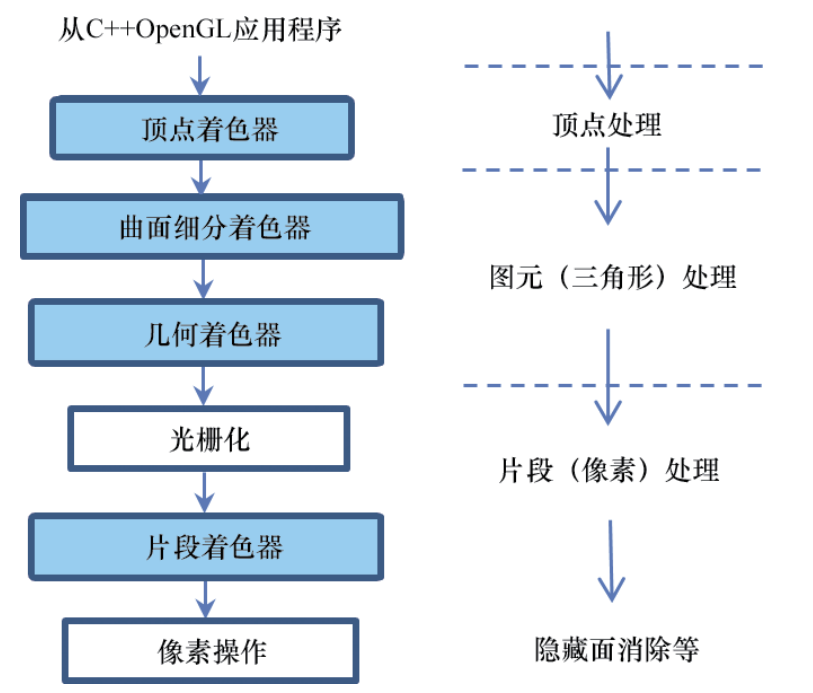 从C++OpenGL应用程序
顶点着色器
曲面细分着色器
几何着色器
光栅化
片段着色器
像素操作
顶点处理
图元（三角形）处理
片段（像素）处理
隐藏面消除等